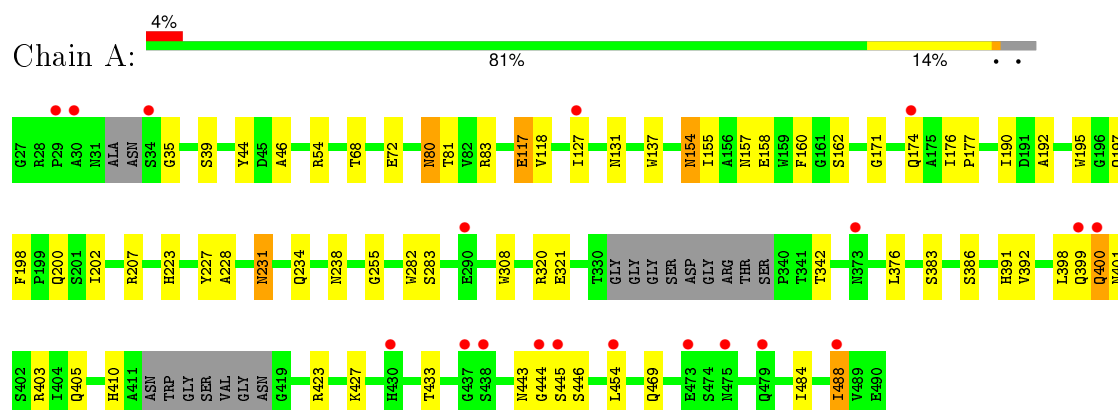 4%
Chain A:
81% 14% • •
G27 R28 P29 A30 N31 ALA ASN S34 G35 S39 Y44 D45 A46 R54 T68 E72 N80 T81 V82 R83 E117 V118 I127 N131 W137 N154 I155 A156 N157 E158 W159 F160 G161 S162 G171 Q174 A175 I176 P177 I190 D191 A192 W195 G196 Q197
F198 P199 Q200 S201 I202 R207 H223 Y227 A228 N231 Q234 N238 G255 W282 S283 E290 W308 R320 E321 T330 GLY GLY GLY SER ASP GLY ARG THR SER P340 T341 T342 N373 L376 S383 S386 H391 V392 L398 Q399 Q400 N401
S402 R403 I404 Q405 H410 A411 ASN TRP GLY SER VAL GLY ASN G419 R423 K427 H430 T433 G437 S438 N443 G444 S445 S446 L454 Q469 E473 S474 N475 Q479 I484 I488 V489 E490